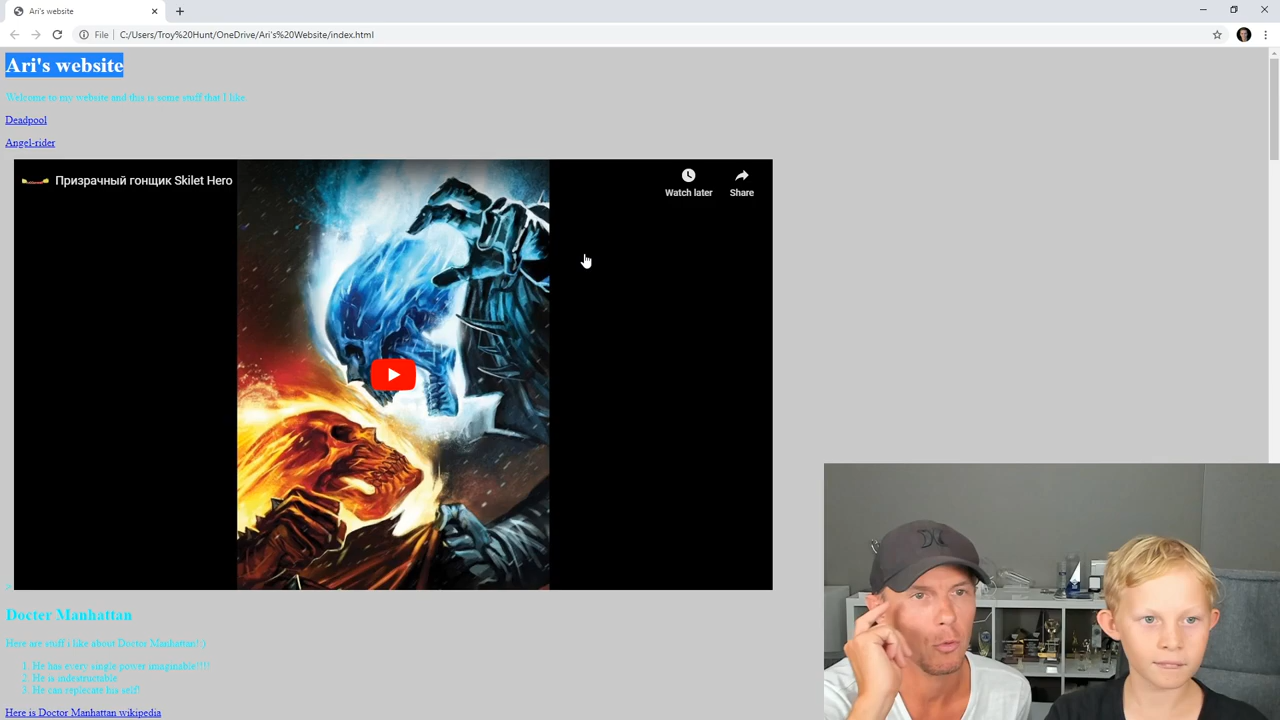 Ari's website
File
C:/Users/Troy%20Hunt/OneDrive/Ari's%20Website/index.html
Ari's website
Welcome to my website and this is some stuff that I like
Deadpool
Angel-rider
Призрачный гонщик Skilet Hero
Watch later
Share
Docter Manhattan
Here are stuff i like about Doctor Manhattan!:)
1. He has every single power imaginable!!!!
2. He is indestructable
3. He can replecate his self!
Here is Doctor Manhattan wikipedia